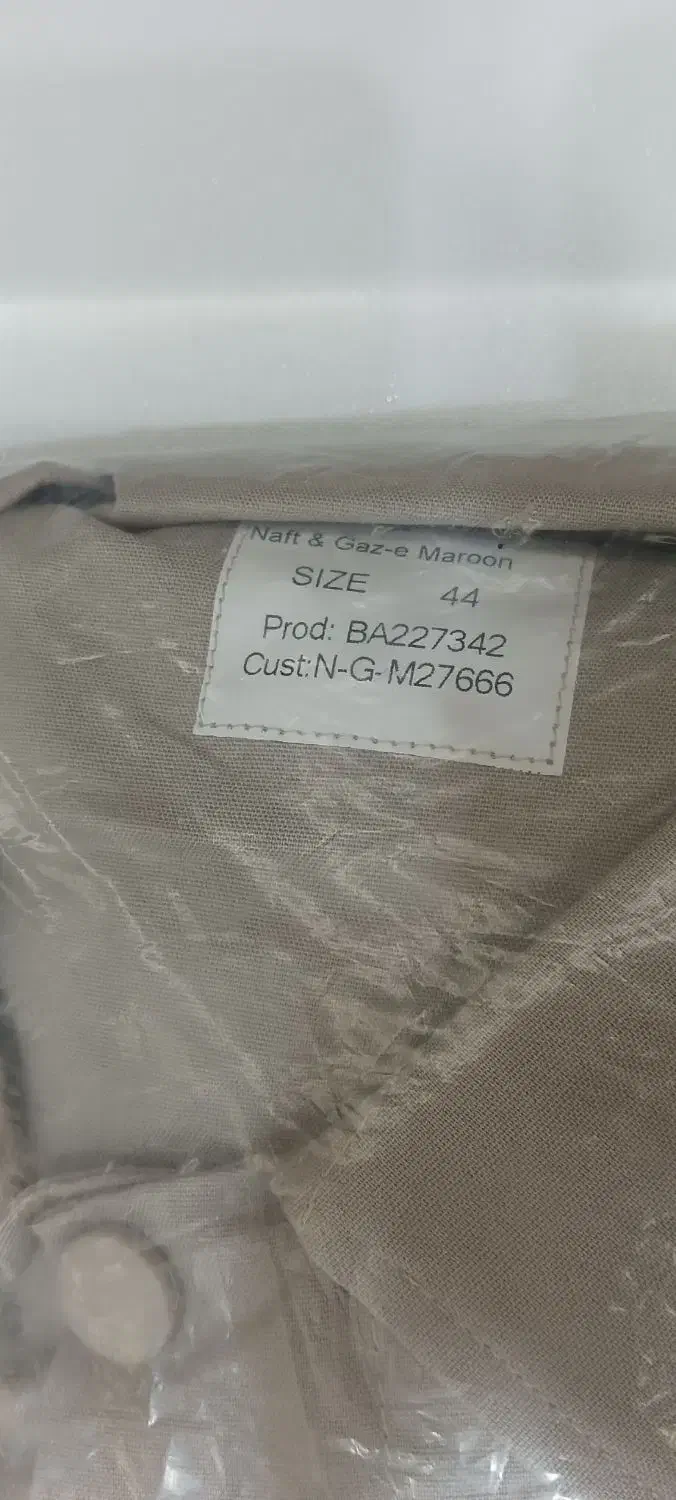 Naft & Gaz-e Maroon
SIZE 44
Prod: BA227342
Cust:N-G-M27666